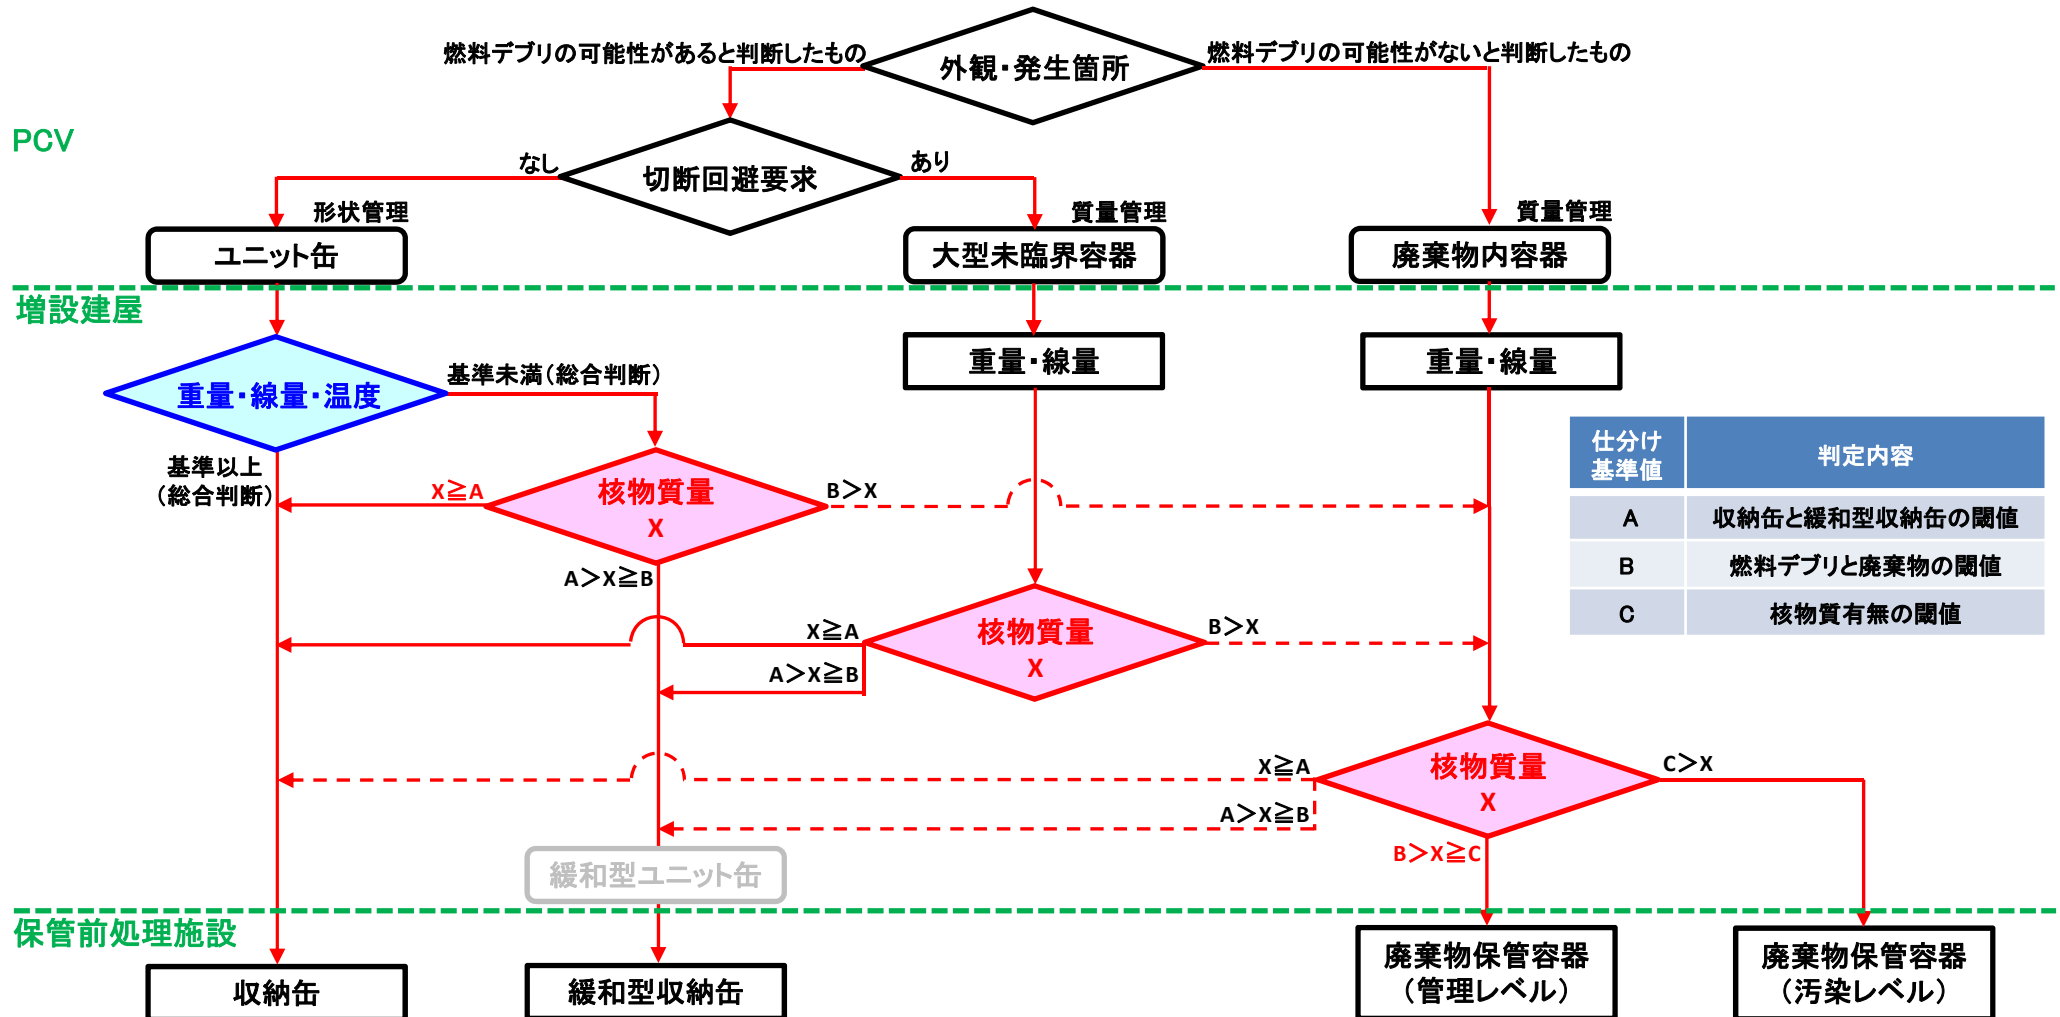 燃料デブリの可能性があると判断したもの
外観・発生箇所
燃料デブリの可能性がないと判断したもの
PCV
なし
切断回避要求
あり
形状管理
質量管理
質量管理
ユニット缶
大型未臨界容器
廃棄物内容器
増設建屋
重量・線量・温度
基準未満（総合判断）
重量・線量
重量・線量
基準以上
（総合判断）
X≧A
核物質量
X
B＞X
A＞X≧B
仕分け
基準値
判定内容
A
収納缶と緩和型収納缶の閾値
B
燃料デブリと廃棄物の閾値
C
核物質有無の閾値
X≧A
核物質量
X
B＞X
A＞X≧B
X≧A
核物質量
X
C＞X
A＞X≧B
B＞X≧C
緩和型ユニット缶
保管前処理施設
収納缶
緩和型収納缶
廃棄物保管容器
（管理レベル）
廃棄物保管容器
（汚染レベル）